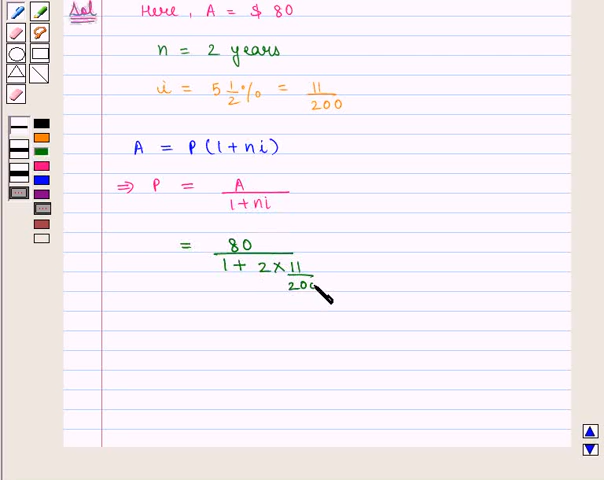 Sol Here, A = $ 80
n = 2 years
i = 5 1/2 % = 11/200
A = P (1 + ni)
⇒ P = A / 1 + ni
= 80 / 1 + 2 × 11/200